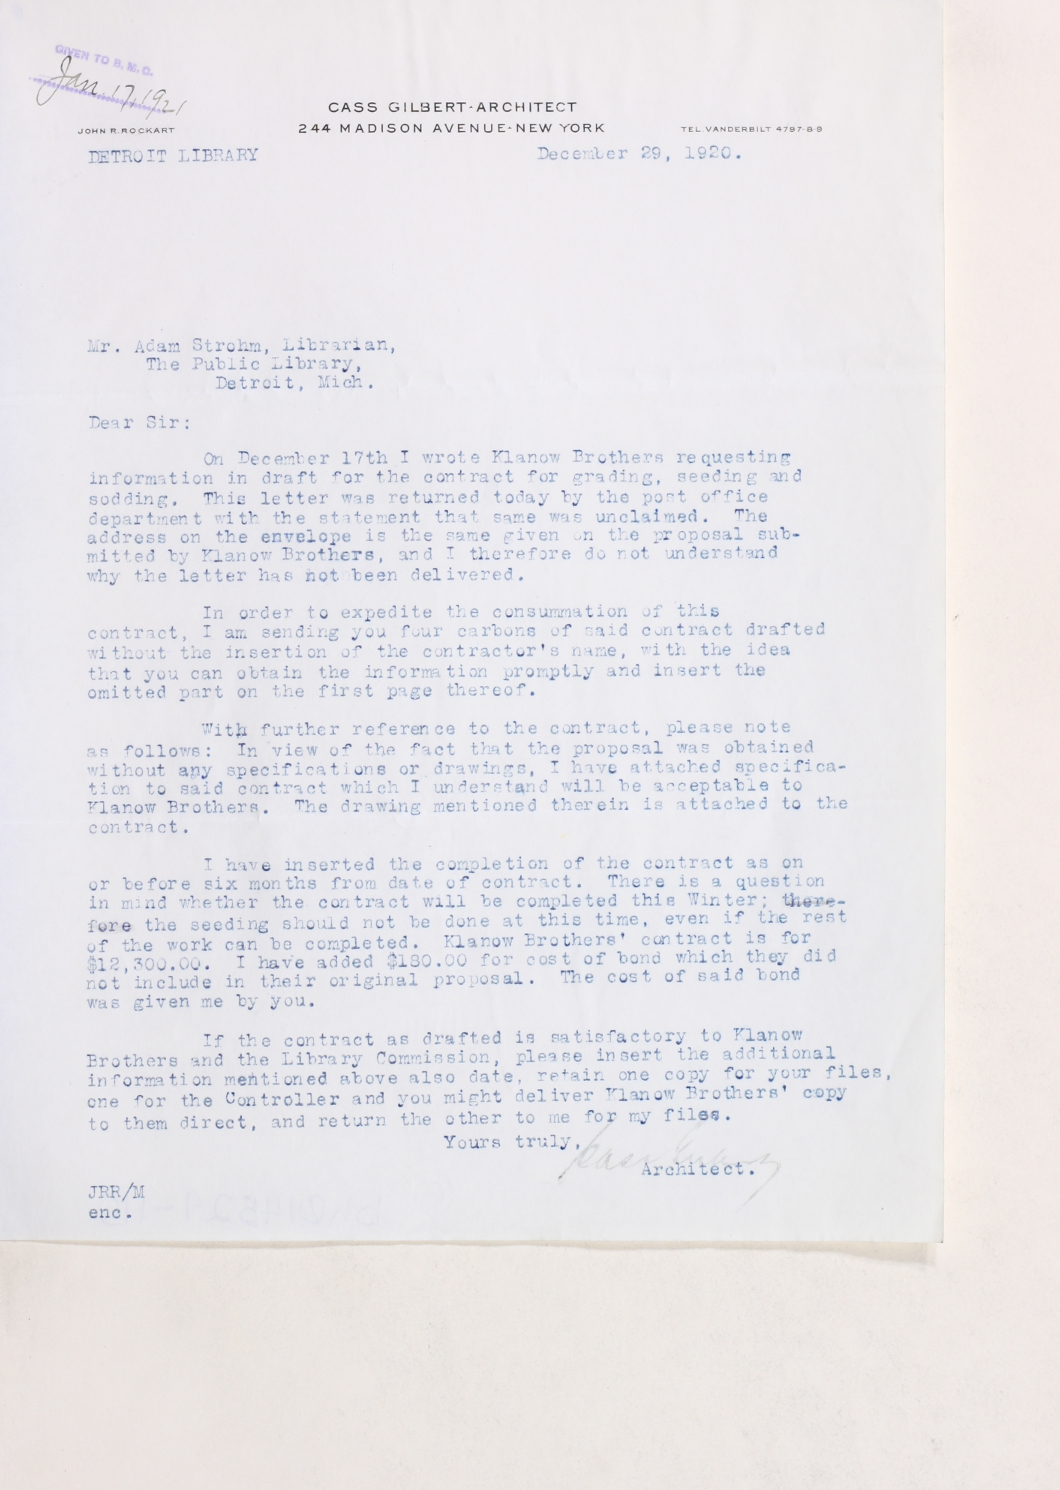 GIVEN TO B. M. C.
Jan 17, 1921
CASS GILBERT-ARCHITECT
244 MADISON AVENUE-NEW YORK
JOHN R. ROCKART
TEL. VANDERBILT 4797-8-9
DETROIT LIBRARY
December 29, 1920.
Mr. Adam Strohm, Librarian,
The Public Library,
Detroit, Mich.
Dear Sir:
On December 17th I wrote Klanow Brothers requesting
information in draft for the contract for grading, seeding and
sodding. This letter was returned today by the post office
department with the statement that same was unclaimed. The
address on the envelope is the same given on the proposal sub-
mitted by Klanow Brothers, and I therefore do not understand
why the letter has not been delivered.
In order to expedite the consummation of this
contract, I am sending you four carbons of said contract drafted
without the insertion of the contractor's name, with the idea
that you can obtain the information promptly and insert the
omitted part on the first page thereof.
With further reference to the contract, please note
as follows: In view of the fact that the proposal was obtained
without any specifications or drawings, I have attached specifica-
tion to said contract which I understand will be acceptable to
Klanow Brothers. The drawing mentioned therein is attached to the
contract.
I have inserted the completion of the contract as on
or before six months from date of contract. There is a question
in mind whether the contract will be completed this Winter; there-
fore the seeding should not be done at this time, even if the rest
of the work can be completed. Klanow Brothers' contract is for
$12,300.00. I have added $180.00 for cost of bond which they did
not include in their original proposal. The cost of said bond
was given me by you.
If the contract as drafted is satisfactory to Klanow
Brothers and the Library Commission, please insert the additional
information mentioned above also date, retain one copy for your files,
one for the Controller and you might deliver Klanow Brothers' copy
to them direct, and return the other to me for my files.
Yours truly,
Cass Gilbert
Architect.
JRR/M
enc.